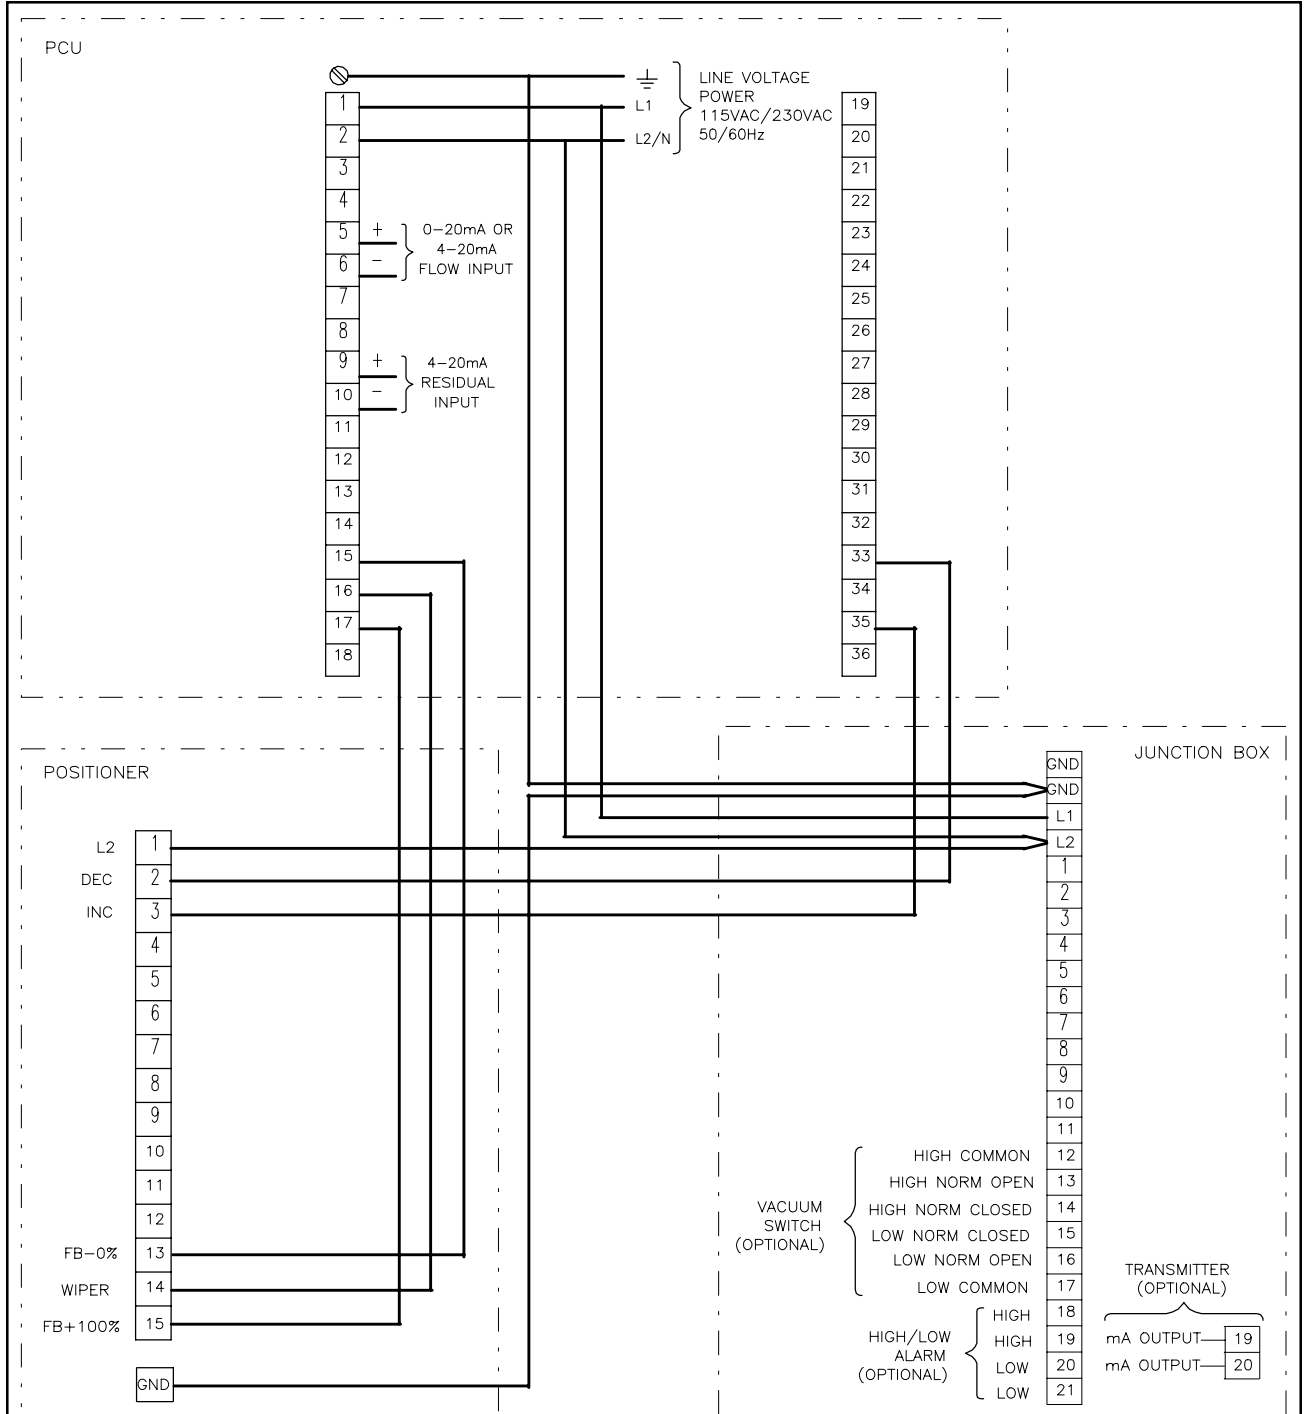 PCU
1
2
3
4
5
6
7
8
9
10
11
12
13
14
15
16
17
18
L1
L2/N
LINE VOLTAGE
POWER
115VAC/230VAC
50/60Hz
+
−
0−20mA OR
4−20mA
FLOW INPUT
+
−
4−20mA
RESIDUAL
INPUT
19
20
21
22
23
24
25
26
27
28
29
30
31
32
33
34
35
36
POSITIONER
L2
DEC
INC
FB−0%
WIPER
FB+100%
1
2
3
4
5
6
7
8
9
10
11
12
13
14
15
GND
JUNCTION BOX
GND
GND
L1
L2
1
2
3
4
5
6
7
8
9
10
11
12
13
14
15
16
17
18
19
20
21
VACUUM
SWITCH
(OPTIONAL)
HIGH COMMON
HIGH NORM OPEN
HIGH NORM CLOSED
LOW NORM CLOSED
LOW NORM OPEN
LOW COMMON
HIGH/LOW
ALARM
(OPTIONAL)
HIGH
HIGH
LOW
LOW
TRANSMITTER
(OPTIONAL)
mA OUTPUT 19
mA OUTPUT 20